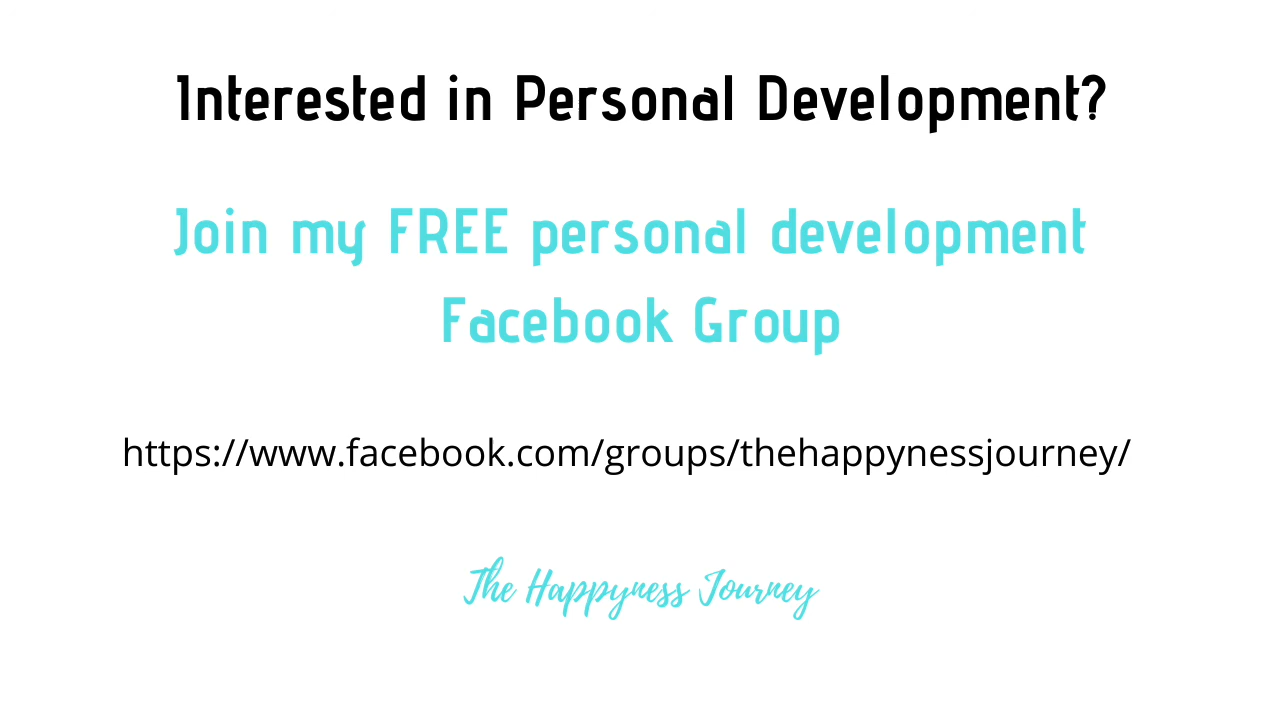 Interested in Personal Development?
Join my FREE personal development
Facebook Group
https://www.facebook.com/groups/thehappynessjourney/
The Happyness Journey